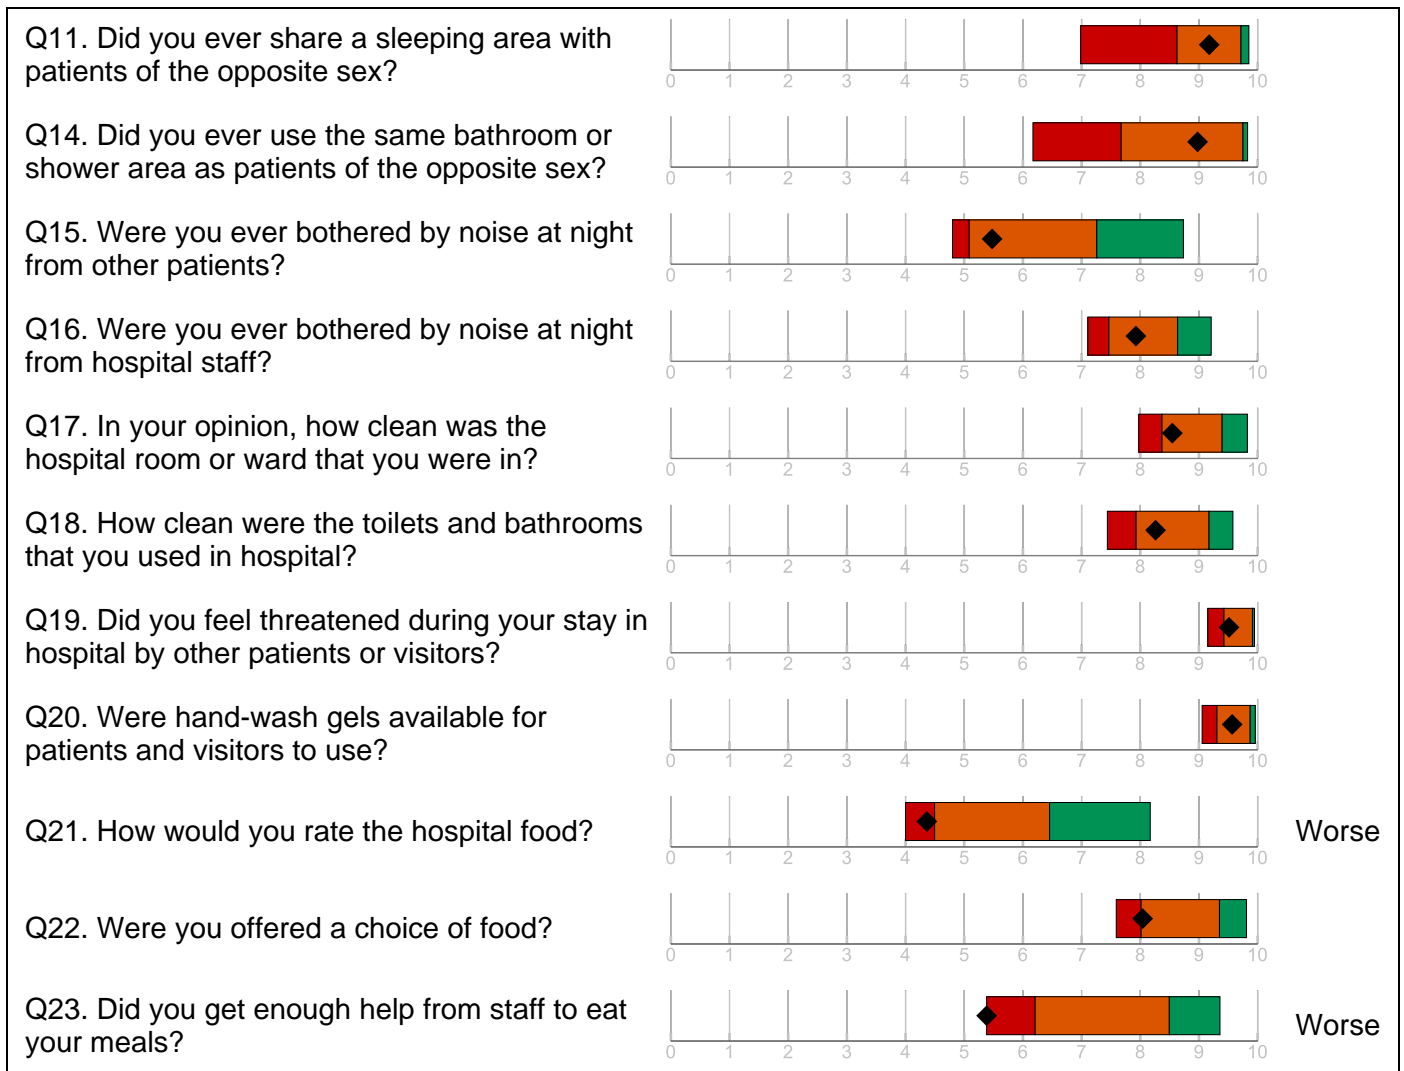 Q11. Did you ever share a sleeping area with
patients of the opposite sex?
0 1 2 3 4 5 6 7 8 9 10
Q14. Did you ever use the same bathroom or
shower area as patients of the opposite sex?
0 1 2 3 4 5 6 7 8 9 10
Q15. Were you ever bothered by noise at night
from other patients?
0 1 2 3 4 5 6 7 8 9 10
Q16. Were you ever bothered by noise at night
from hospital staff?
0 1 2 3 4 5 6 7 8 9 10
Q17. In your opinion, how clean was the
hospital room or ward that you were in?
0 1 2 3 4 5 6 7 8 9 10
Q18. How clean were the toilets and bathrooms
that you used in hospital?
0 1 2 3 4 5 6 7 8 9 10
Q19. Did you feel threatened during your stay in
hospital by other patients or visitors?
0 1 2 3 4 5 6 7 8 9 10
Q20. Were hand-wash gels available for
patients and visitors to use?
0 1 2 3 4 5 6 7 8 9 10
Q21. How would you rate the hospital food?
Worse
0 1 2 3 4 5 6 7 8 9 10
Q22. Were you offered a choice of food?
0 1 2 3 4 5 6 7 8 9 10
Q23. Did you get enough help from staff to eat
your meals?
Worse
0 1 2 3 4 5 6 7 8 9 10